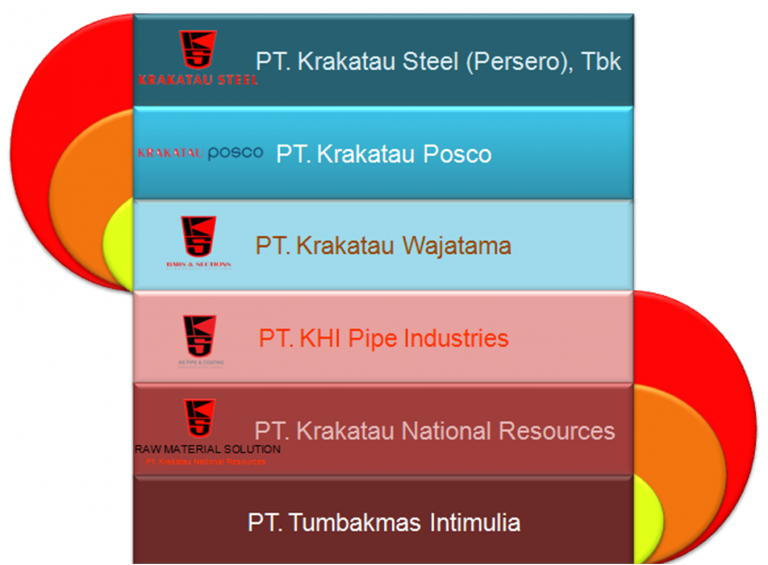 KRAKATAU STEEL
PT. Krakatau Steel (Persero), Tbk
KRAKATAU posco
PT. Krakatau Posco
BARS & SECTIONS
PT. Krakatau Wajatama
PT. KHI Pipe Industries
PT. Krakatau National Resources
RAW MATERIAL SOLUTION
PT. Krakatau National Resources
PT. Tumbakmas Intimulia